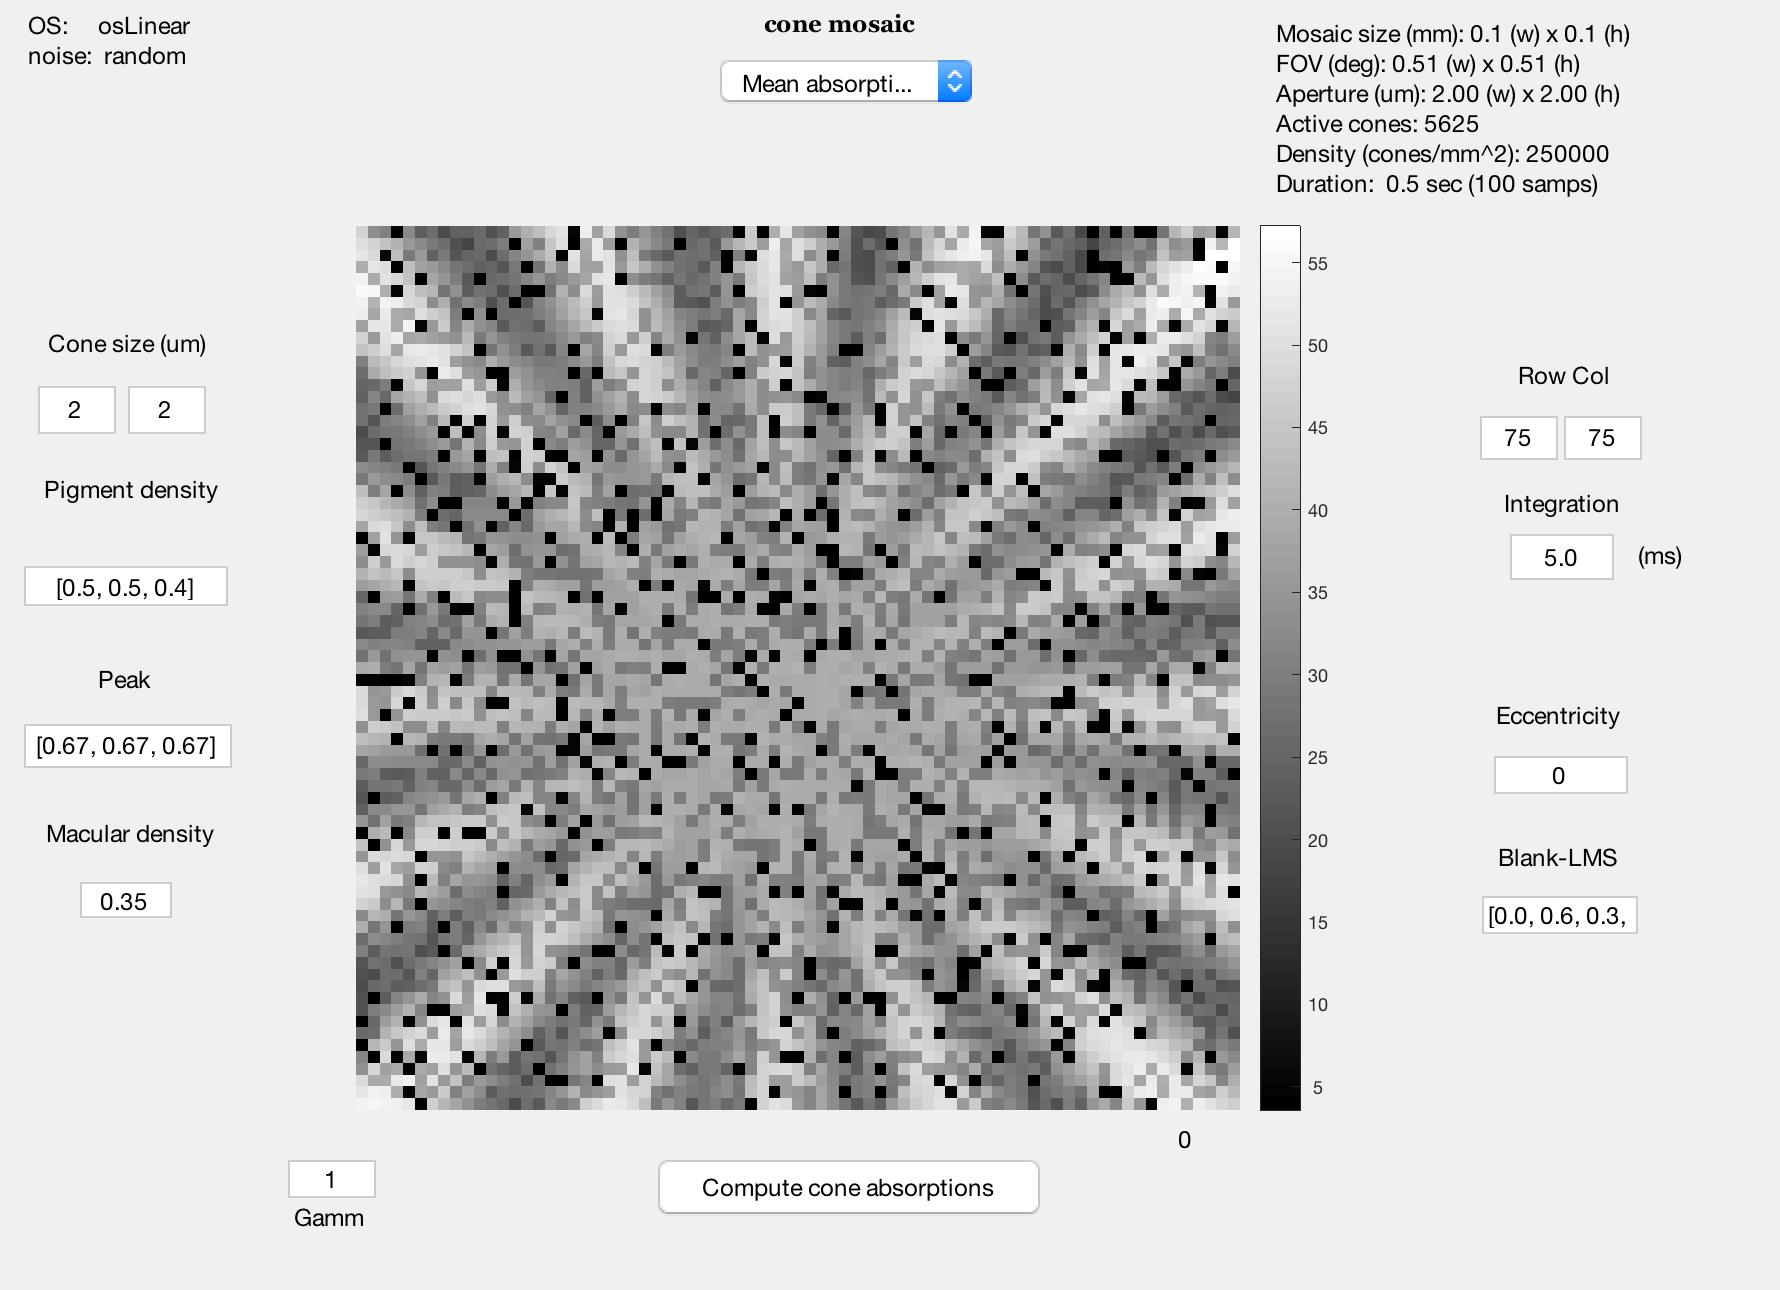 OS: osLinear
noise: random
cone mosaic
Mean absorpti...
Mosaic size (mm): 0.1 (w) x 0.1 (h)
FOV (deg): 0.51 (w) x 0.51 (h)
Aperture (um): 2.00 (w) x 2.00 (h)
Active cones: 5625
Density (cones/mm^2): 250000
Duration: 0.5 sec (100 samps)
Cone size (um)
2 2
Pigment density
[0.5, 0.5, 0.4]
Peak
[0.67, 0.67, 0.67]
Macular density
0.35
55
50
45
40
35
30
25
20
15
10
5
Row Col
75 75
Integration
5.0 (ms)
Eccentricity
0
Blank-LMS
[0.0, 0.6, 0.3,
0
1
Gamm
Compute cone absorptions